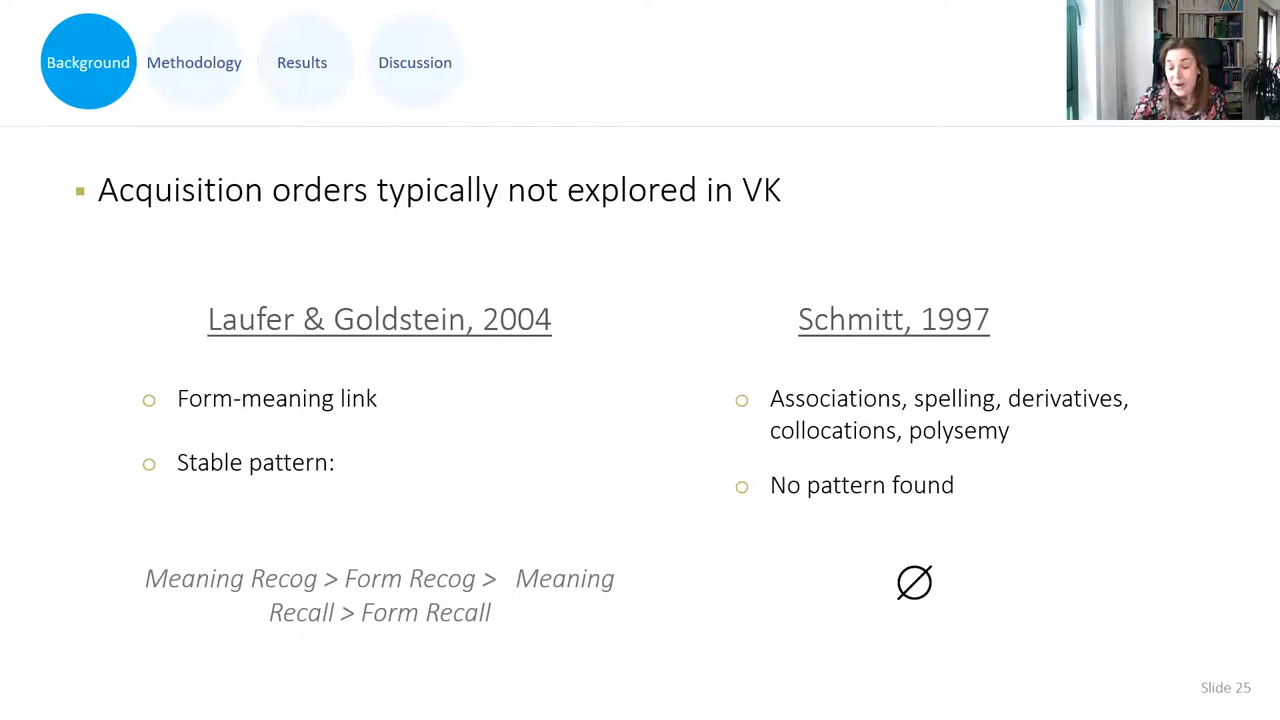 Background Methodology Results Discussion
Acquisition orders typically not explored in VK
Laufer & Goldstein, 2004
Form-meaning link
Stable pattern:
Meaning Recog > Form Recog > Meaning
Recall > Form Recall
Schmitt, 1997
Associations, spelling, derivatives,
collocations, polysemy
No pattern found
∅
Slide 25